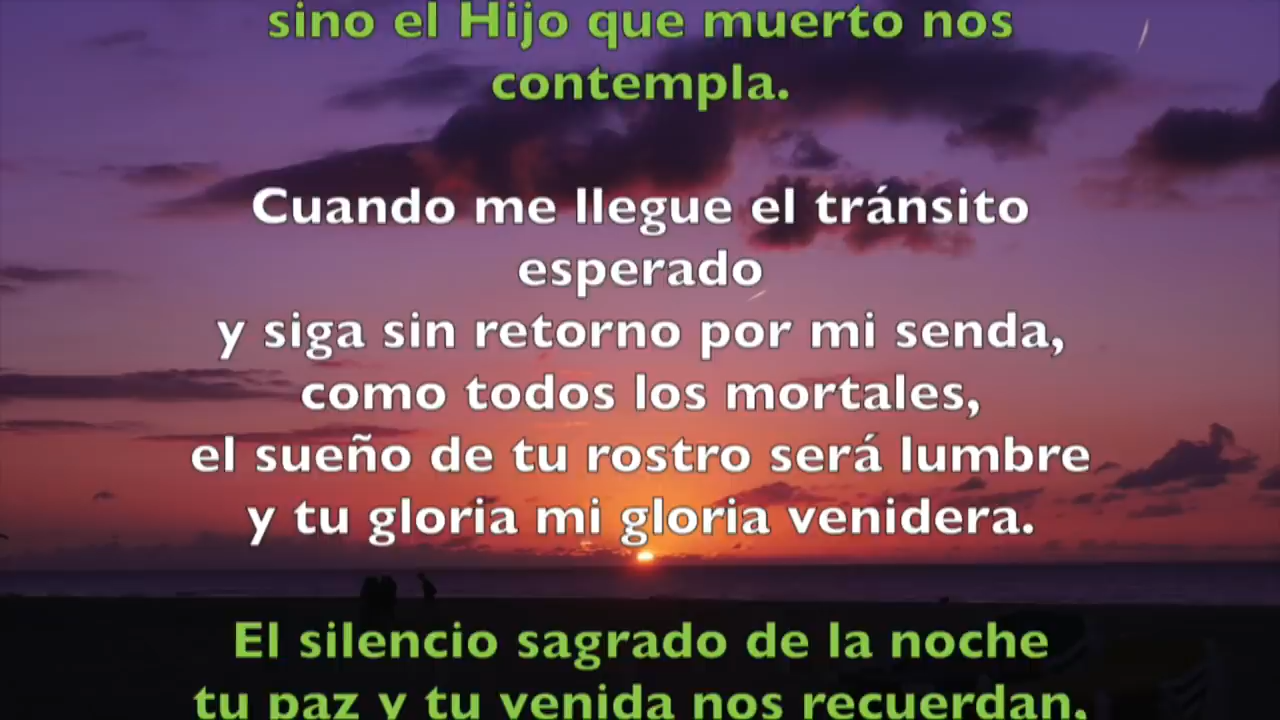 sino el Hijo que muerto nos
contempla.
Cuando me llegue el tránsito
esperado
y siga sin retorno por mi senda,
como todos los mortales,
el sueño de tu rostro será lumbre
y tu gloria mi gloria venidera.
El silencio sagrado de la noche
tu paz y tu venida nos recuerdan,